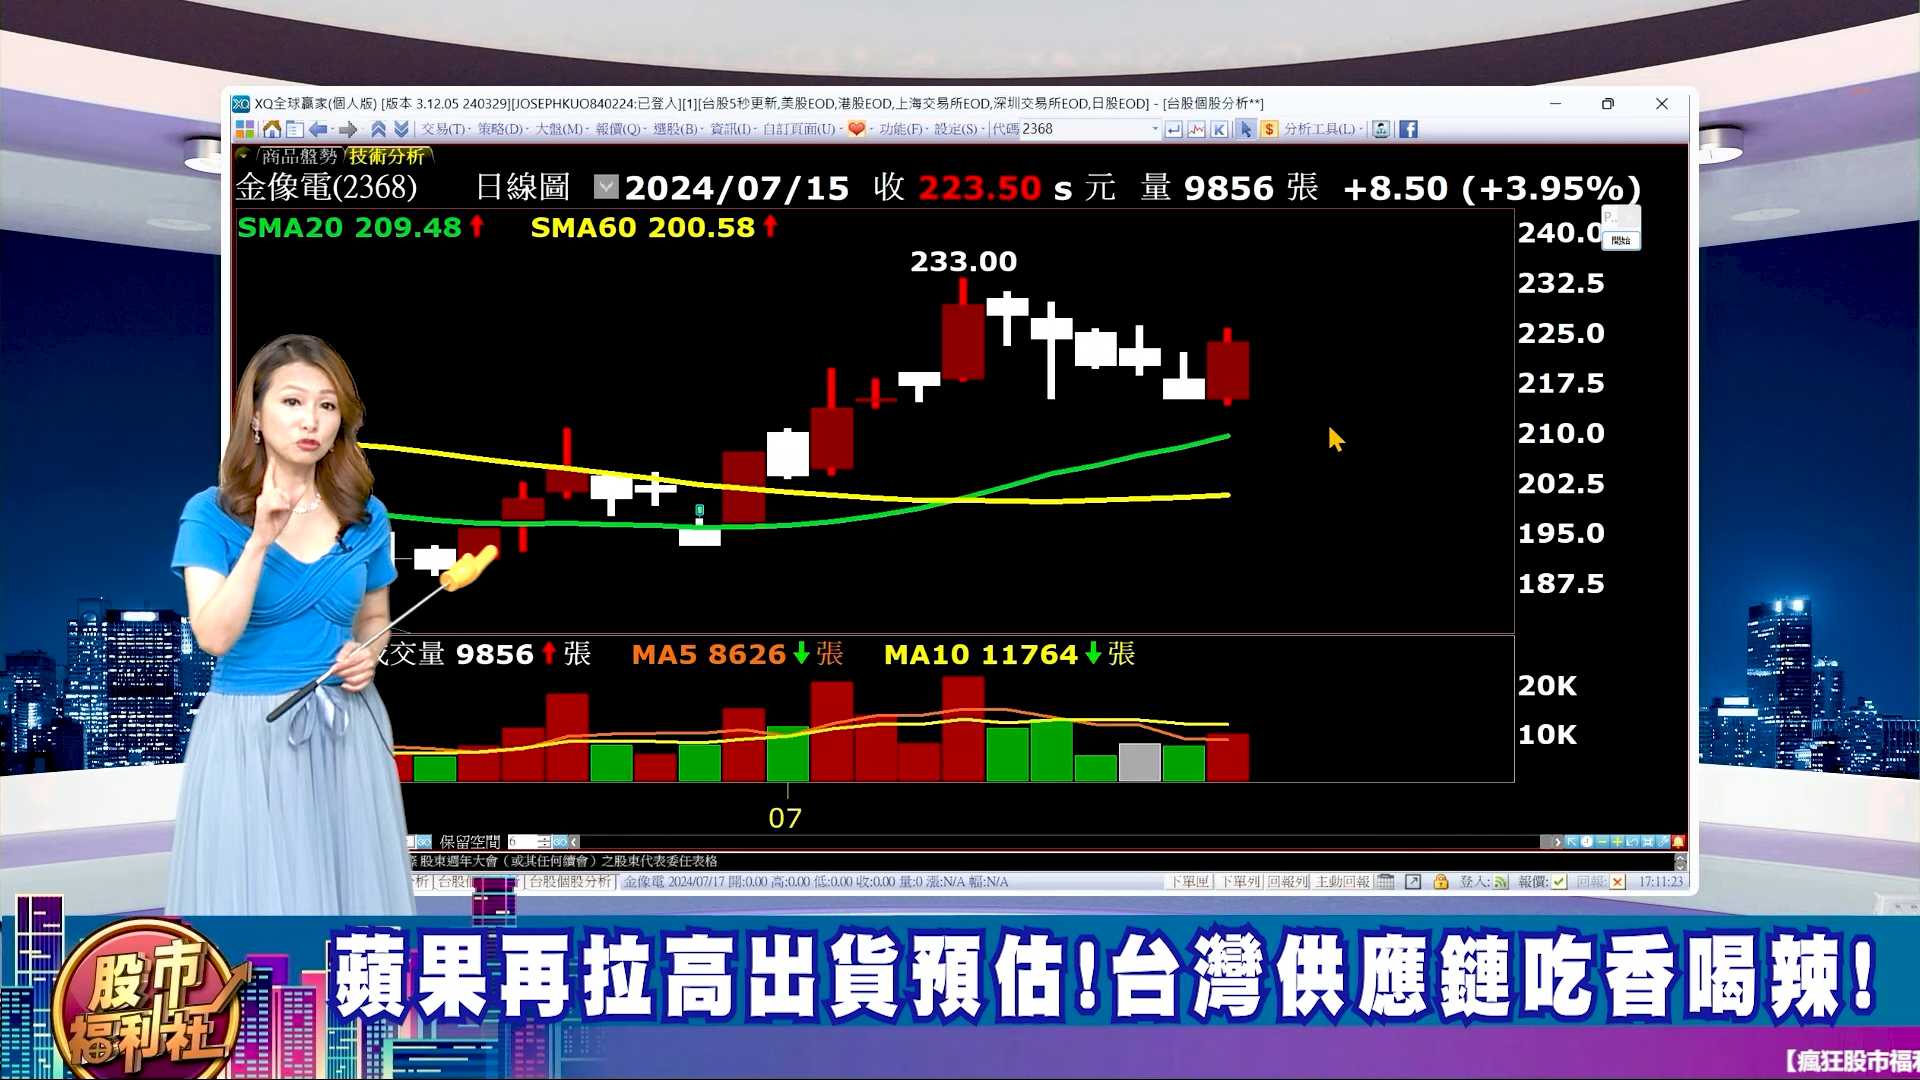 XQ全球贏家(個人版) [版本 3.12.05 240329][JOSEPHKUO840224:已登入][1][台股5秒更新,美股EOD,港股EOD,上海交易所EOD,深圳交易所EOD,日股EOD] - [台股個股分析**]
交易(T) 策略(D) 大盤(M) 報價(Q) 選股(B) 資訊(I) 自訂頁面(U) 功能(F) 設定(S) 代碼 2368 K $ 分析工具(L)
商品盤勢 技術分析
金像電(2368) 日線圖 2024/07/15 收 223.50 s 元 量 9856 張 +8.50 (+3.95%)
SMA20 209.48 SMA60 200.58
P..
開始
240.0
233.00
232.5
225.0
217.5
210.0
202.5
195.0
187.5
交量 9856 張 MA5 8626 張 MA10 11764 張
20K
10K
07
保留空間 6
股東週年大會（或其任何續會）之股東代表委任表格
台股個股分析 金像電 2024/07/17 開:0.00 高:0.00 低:0.00 收:0.00 量:0 漲:N/A 幅:N/A 下單匣 下單列 回報列 主動回報 登入: 報價: 回報: 17:11:23
蘋果再拉高出貨預估!台灣供應鏈吃香喝辣!
股市
福利社
【瘋狂股市福利